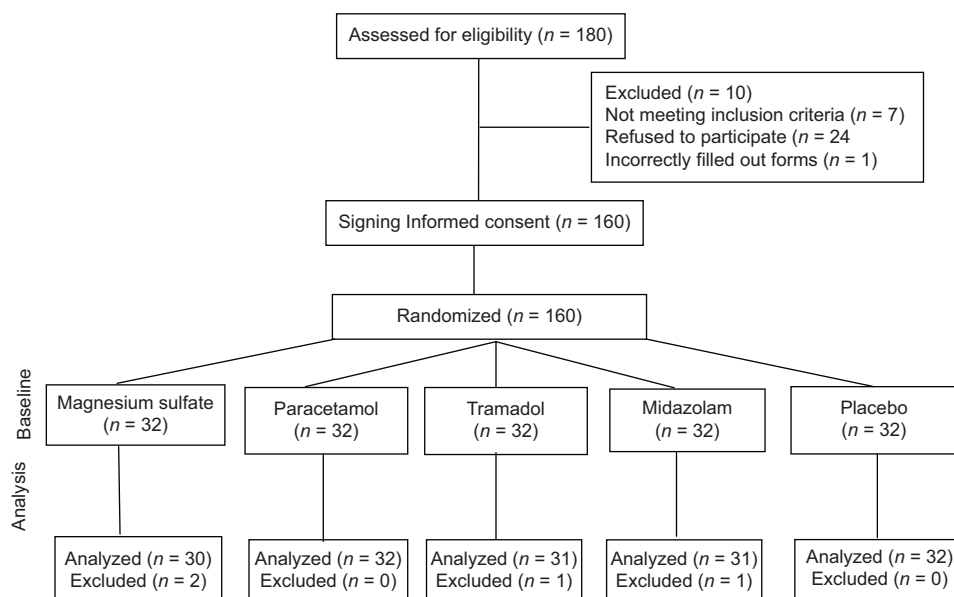 Assessed for eligibility (n = 180)
Excluded (n = 10)
Not meeting inclusion criteria (n = 7)
Refused to participate (n = 24
Incorrectly filled out forms (n = 1)
Signing Informed consent (n = 160)
Randomized (n = 160)
Baseline
Magnesium sulfate
(n = 32)
Paracetamol
(n = 32)
Tramadol
(n = 32)
Midazolam
(n = 32)
Placebo
(n = 32)
Analysis
Analyzed (n = 30)
Excluded (n = 2)
Analyzed (n = 32)
Excluded (n = 0)
Analyzed (n = 31)
Excluded (n = 1)
Analyzed (n = 31)
Excluded (n = 1)
Analyzed (n = 32)
Excluded (n = 0)